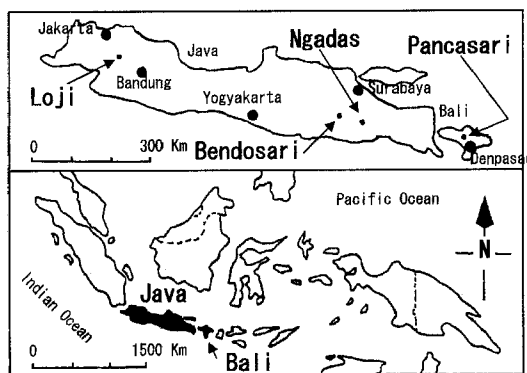 Jakarta
Java
Ngadas
Pancasari
Loji
Bandung
Surabaya
Yogyakarta
Bali
Bendosari
Denpasar
0 300 Km
Pacific Ocean
N
Indian Ocean
Java
0 1500 Km
Bali